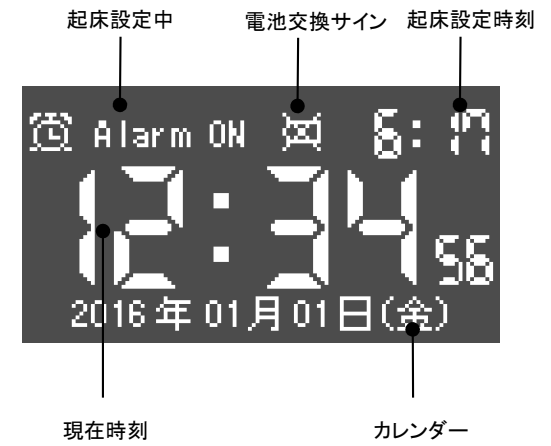 起床設定中 電池交換サイン 起床設定時刻
Alarm ON 6:17
12:34 56
2016年01月01日(金)
現在時刻 カレンダー